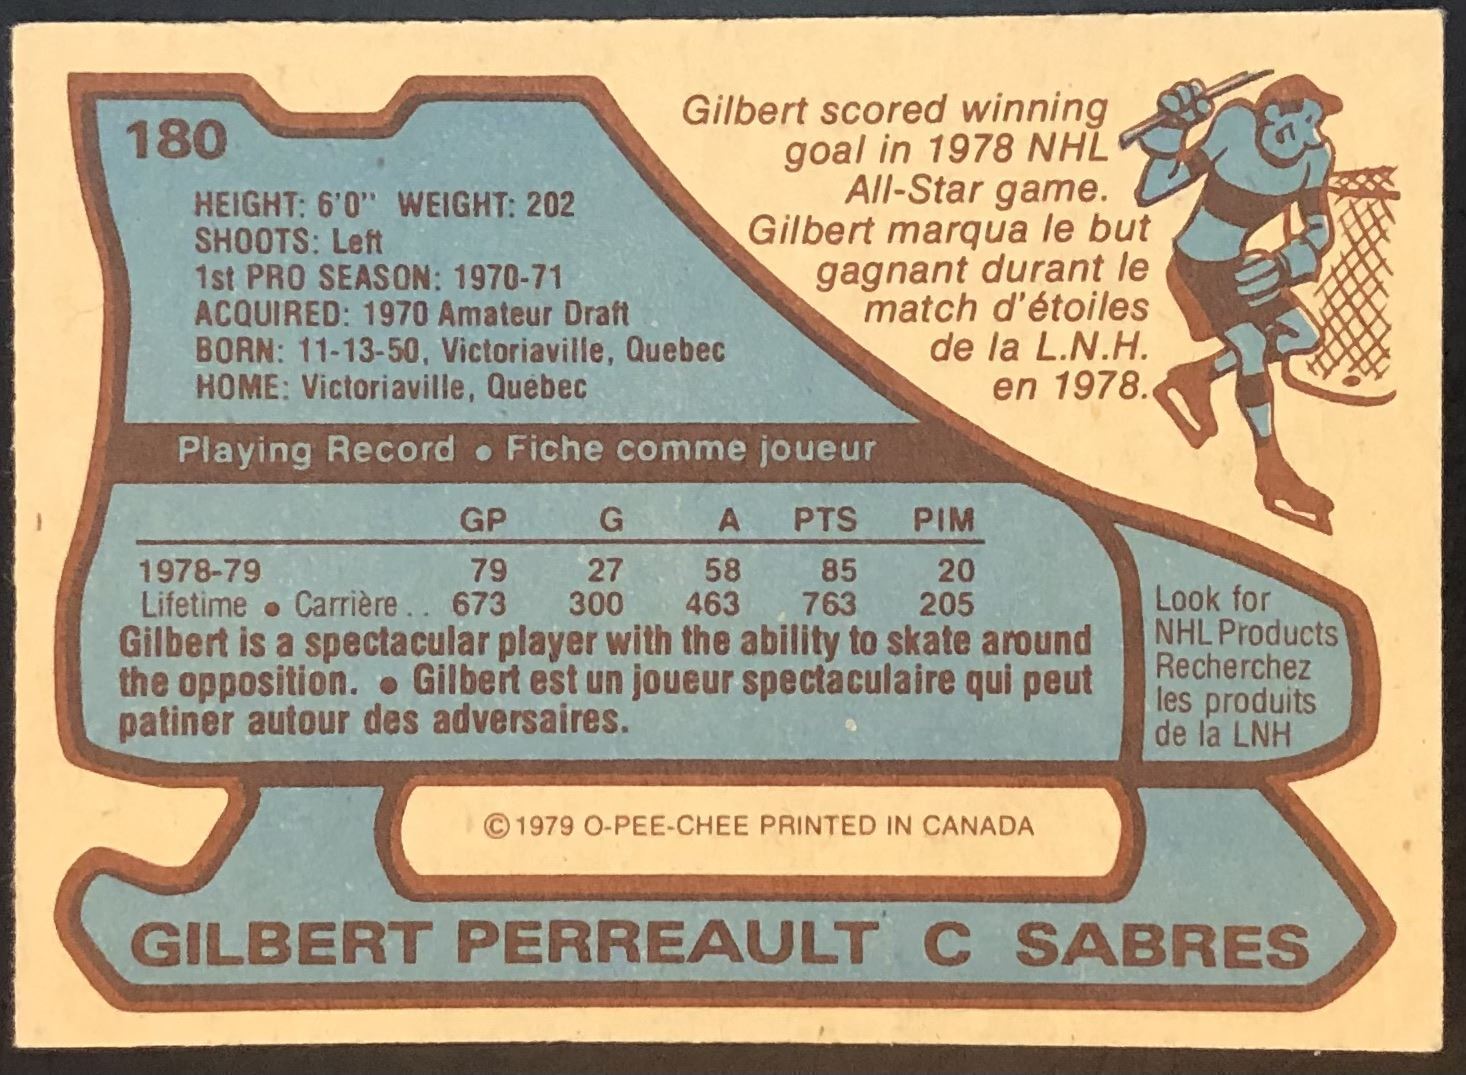 180
HEIGHT: 6'0" WEIGHT: 202
SHOOTS: Left
1st PRO SEASON: 1970-71
ACQUIRED: 1970 Amateur Draft
BORN: 11-13-50, Victoriaville, Quebec
HOME: Victoriaville, Quebec
Gilbert scored winning
goal in 1978 NHL
All-Star game.
Gilbert marqua le but
gagnant durant le
match d'étoiles
de la L.N.H.
en 1978.
Playing Record • Fiche comme joueur
GP G A PTS PIM
1978-79 79 27 58 85 20
Lifetime • Carrière.. 673 300 463 763 205
Gilbert is a spectacular player with the ability to skate around
the opposition. • Gilbert est un joueur spectaculaire qui peut
patiner autour des adversaires.
Look for
NHL Products
Recherchez
les produits
de la LNH
© 1979 O-PEE-CHEE PRINTED IN CANADA
GILBERT PERREAULT C SABRES